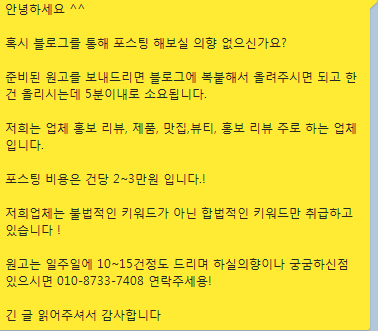 안녕하세요 ^^
혹시 블로그를 통해 포스팅 해보실 의향 없으신가요?
준비된 원고를 보내드리면 블로그에 복붙해서 올려주시면 되고 한
건 올리시는데 5분이내로 소요됩니다.
저희는 업체 홍보 리뷰, 제품, 맛집,뷰티, 홍보 리뷰 주로 하는 업체
입니다.
포스팅 비용은 건당 2~3만원 입니다.!
저희업체는 불법적인 키워드가 아닌 합법적인 키워드만 취급하고
있습니다 !
원고는 일주일에 10~15건정도 드리며 하실의향이나 궁굼하신점
있으시면 010-8733-7408 연락주세용!
긴 글 읽어주셔서 감사합니다